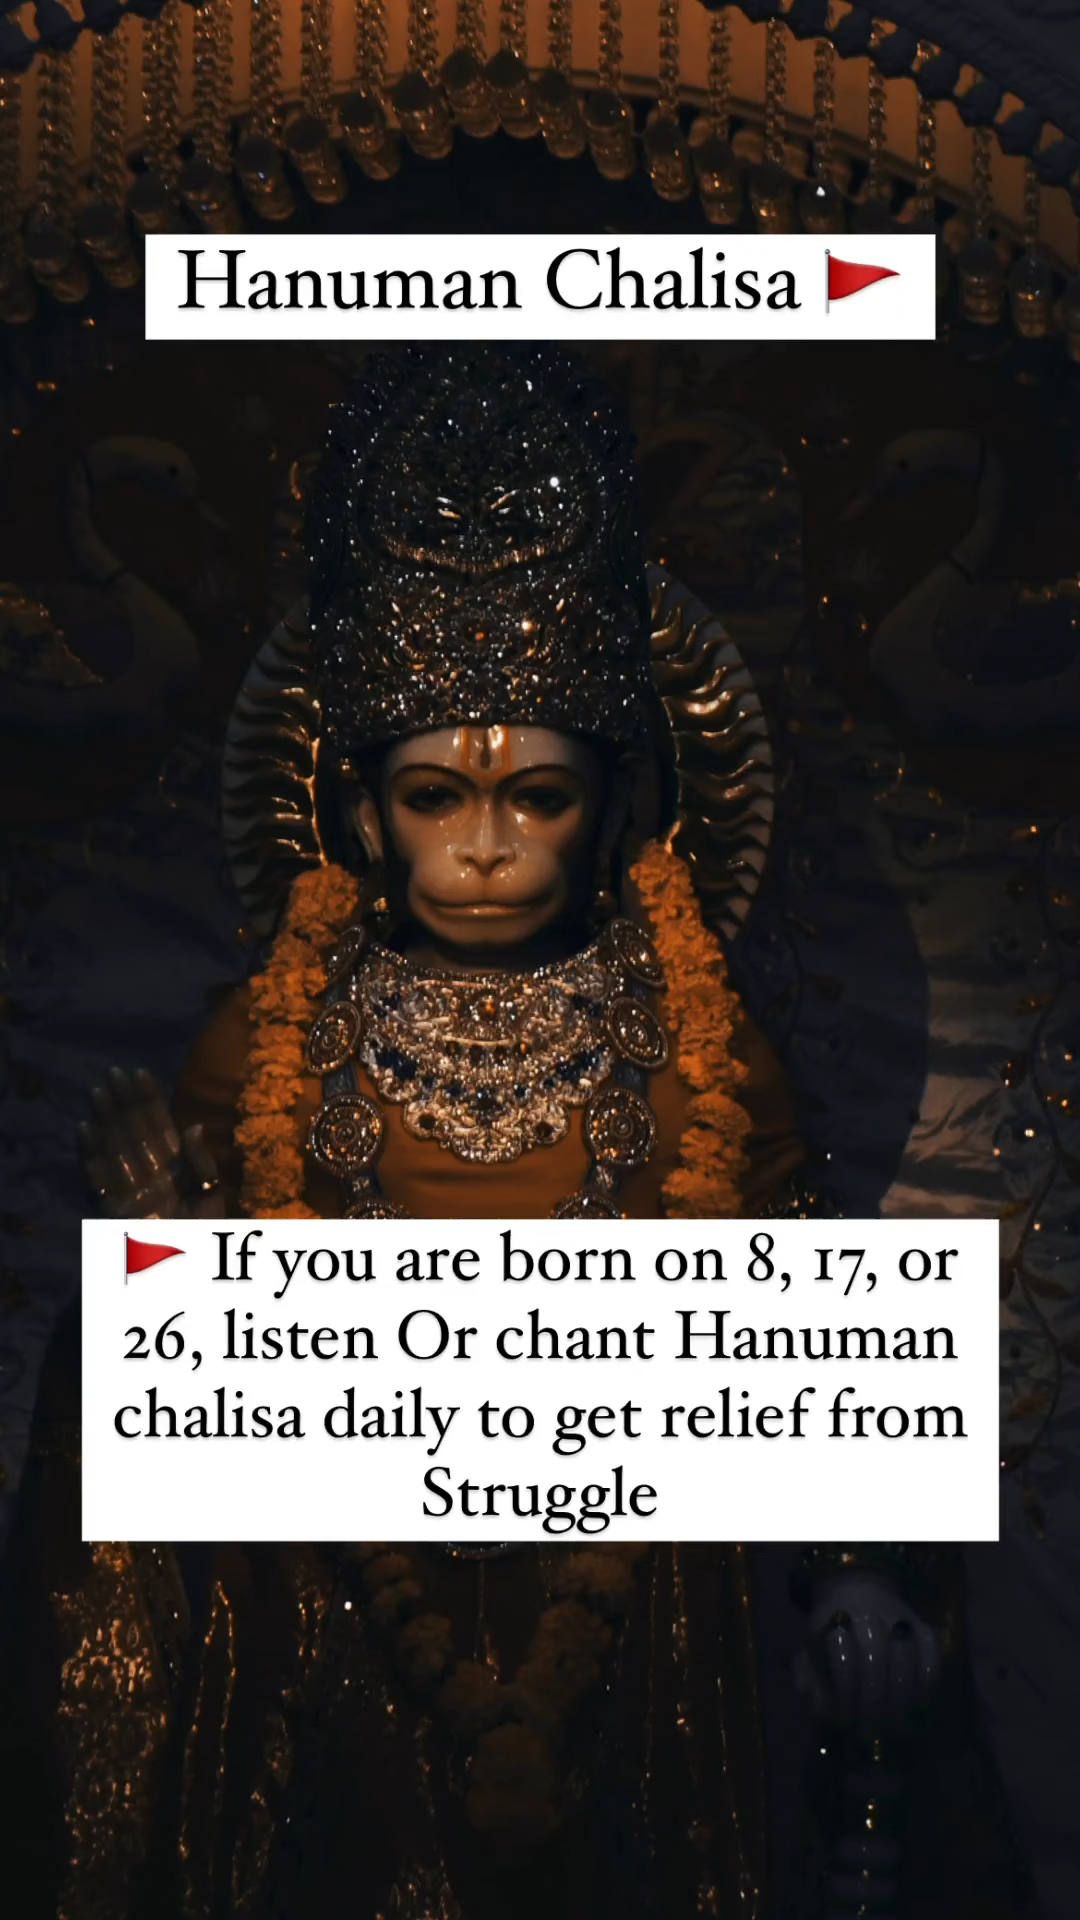 Hanuman Chalisa 🚩
🚩 If you are born on 8, 17, or
26, listen Or chant Hanuman
chalisa daily to get relief from
Struggle